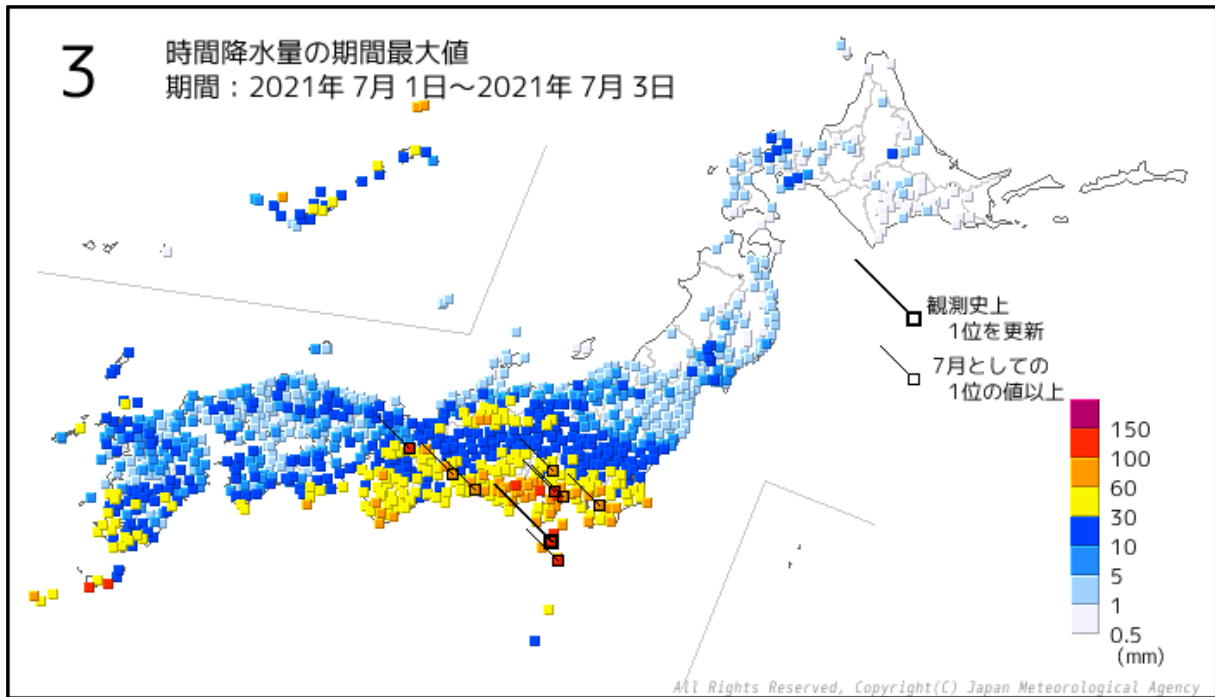 3
時間降水量の期間最大値
期間：2021年 7月 1日～2021年 7月 3日
観測史上
1位を更新
7月としての
1位の値以上
150
100
60
30
10
5
1
0.5
(mm)
All Rights Reserved, Copyright(C) Japan Meteorological Agency